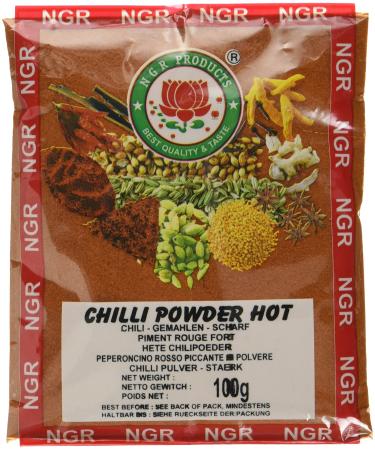 NGR NGR NGR NGR NGR
NGR
NGR
NGR
NGR
NGR
NGR
N G R PRODUCTS
®
BEST QUALITY & TASTE
CHILLI POWDER HOT
CHILI - GEMAHLEN - SCHARF
PIMENT ROUGE FORT
HETE CHILIPOEDER
PEPERONCINO ROSSO PICCANTE POLVERE
CHILLI PULVER - STAERK
NET WEIGHT :
NETTO GEWITCH : 100g
POIDS NET :
BEST BEFORE : SEE BACK OF PACK, MINDESTENS
HALTBAR BIS : SIEHE RUECKSEITE DER PACKUNG
NGR NGR NGR NGR NGR